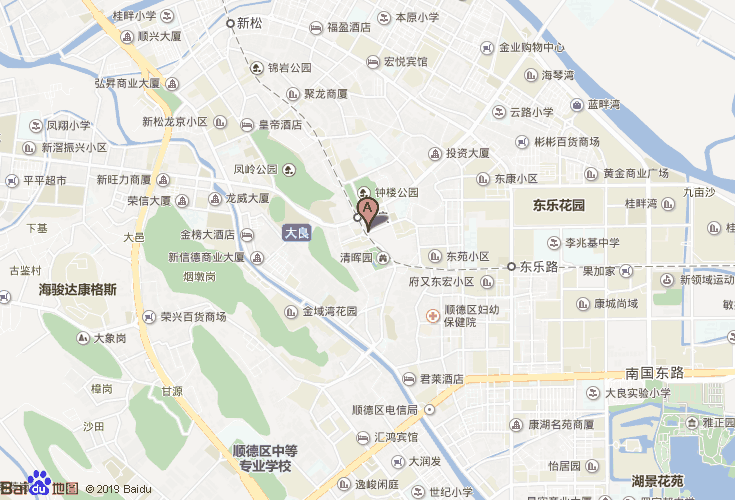 桂畔小学
新松
本原小学
福盈酒店
顺兴大厦
金业购物中心
宏悦宾馆
锦岩公园
海琴湾
弘昇商业大厦
聚龙商厦
蓝畔湾
云路小学
凤翔小学
新松龙京小区
皇帝酒店
彬彬百货商场
新滘振兴小区
投资大厦
凤岭公园
黄金商业广场
平平超市
新旺力商厦
东康小区
钟楼公园
九亩沙
荣信大厦
龙威大厦
东乐花园
桂畔湾
A
下基
大良
大邑
金榜大酒店
李兆基中学
古鉴村
新信德商业大厦
清晖园
东苑小区
东乐路
果加家
烟墩岗
府又东宏小区
新领域运动
海骏达康格斯
康城尚域
荣兴百货商场
金域湾花园
顺德区妇幼
保健院
大象岗
南国东路
君莱酒店
樟岗
甘源
大良实验小学
顺德区电信局
沙田
康湖名苑商厦
雅正园
汇鸿宾馆
顺德区中等
专业学校
大润发
怡居园
湖景花苑
逸峻闲庭
世纪小学
Bai du 地图
© 2019 Baidu